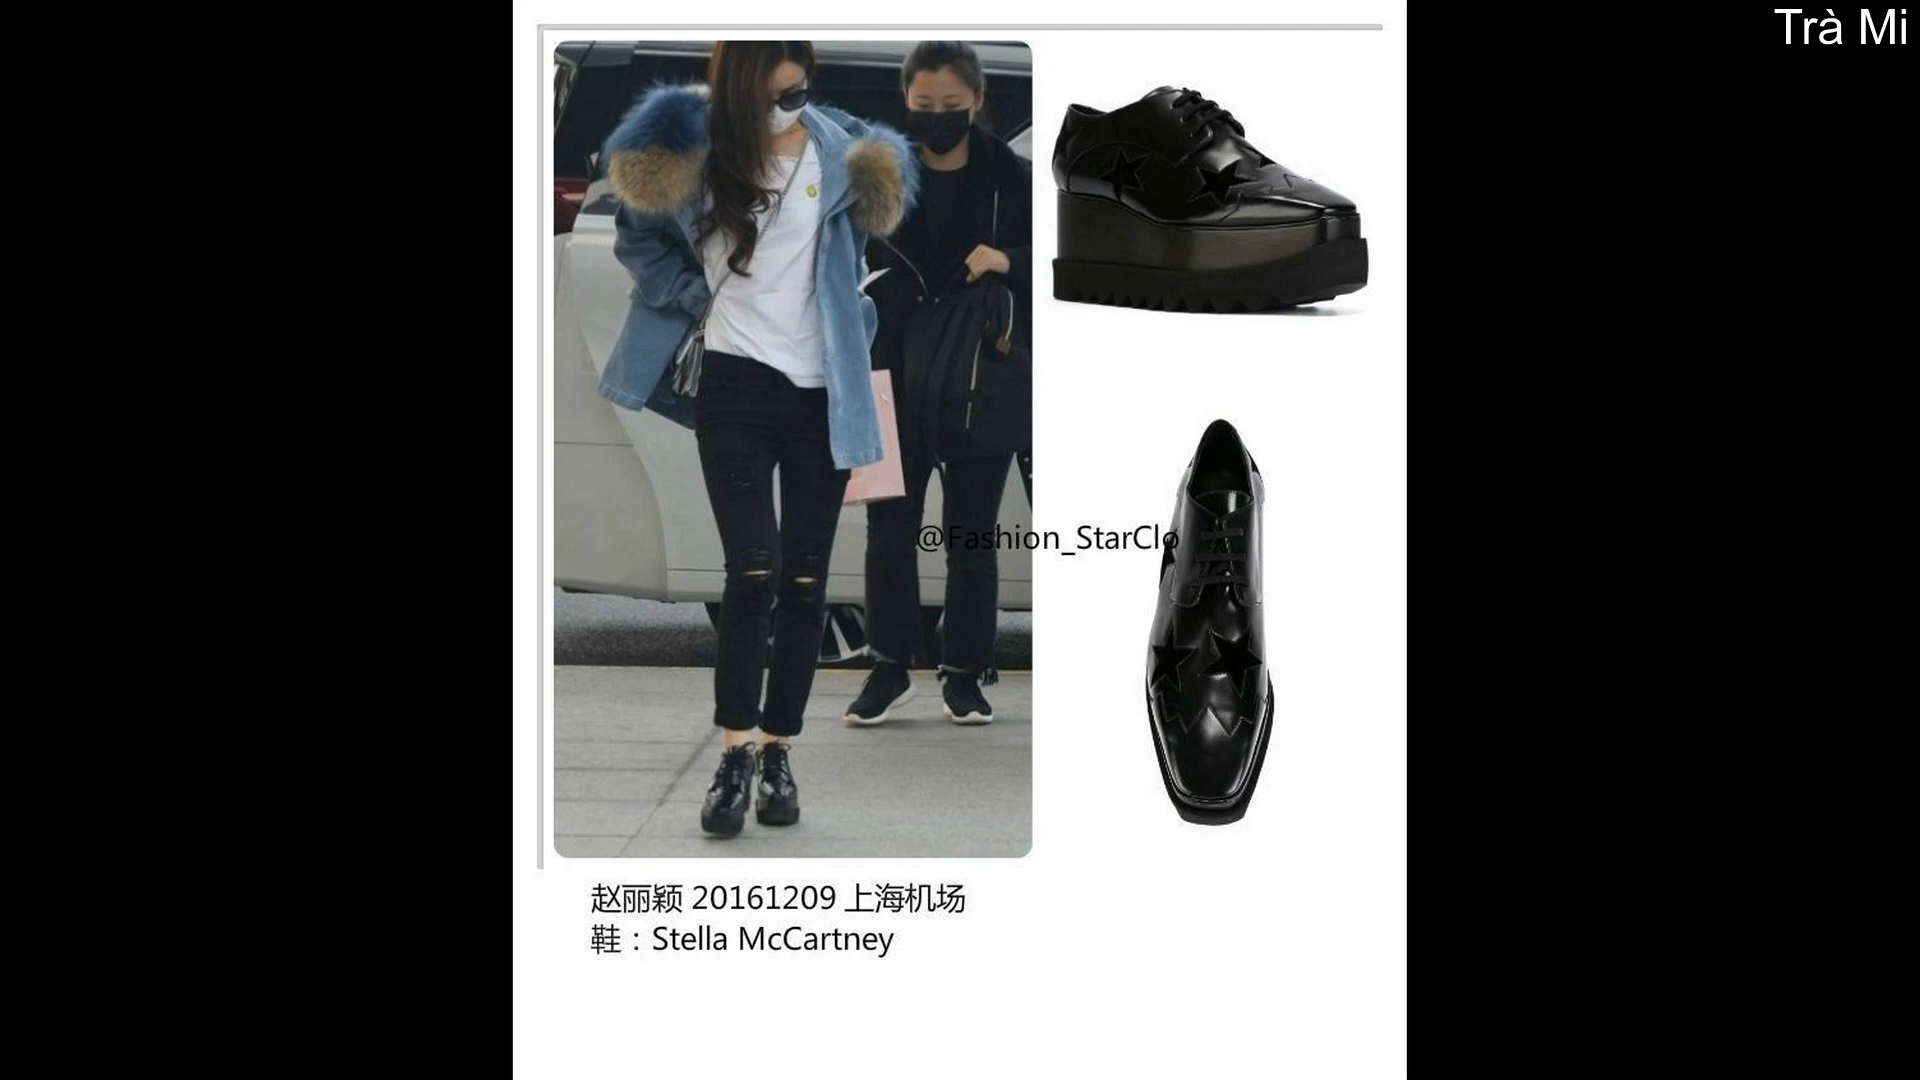 Trà Mi
@Fashion_StarClo
赵丽颖 20161209 上海机场
鞋：Stella McCartney